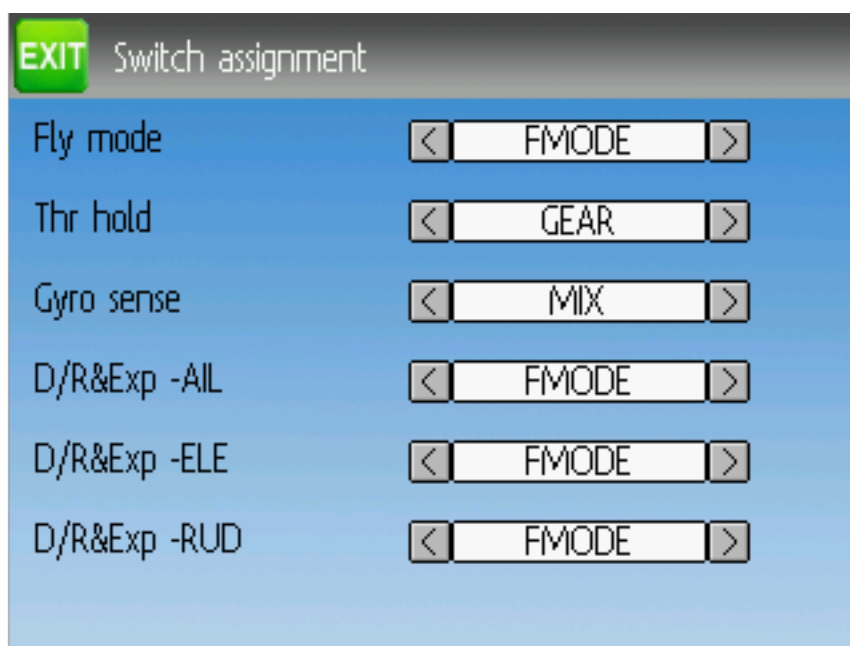 EXIT Switch assignment
Fly mode < FMODE >
Thr hold < GEAR >
Gyro sense < MIX >
D/R&Exp -AIL < FMODE >
D/R&Exp -ELE < FMODE >
D/R&Exp -RUD < FMODE >